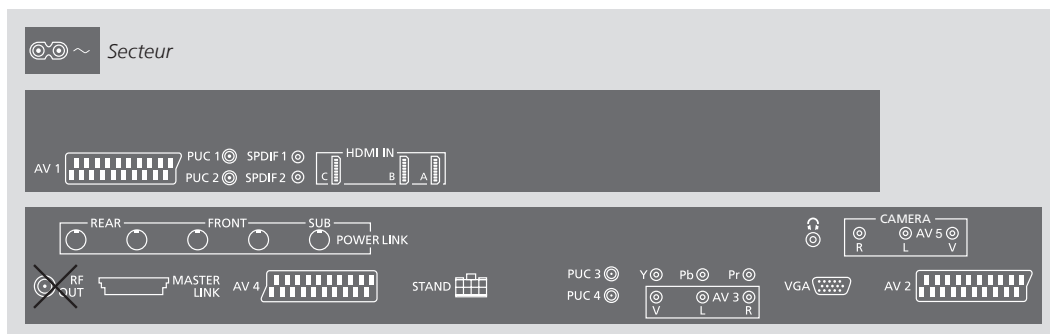 Secteur
AV 1 PUC 1 SPDIF 1 HDMI IN
PUC 2 SPDIF 2 C B A
REAR FRONT SUB CAMERA
POWER LINK R L AV 5 V
RF OUT MASTER LINK AV 4 STAND PUC 3 Y Pb Pr VGA AV 2
PUC 4 AV 3
V L R